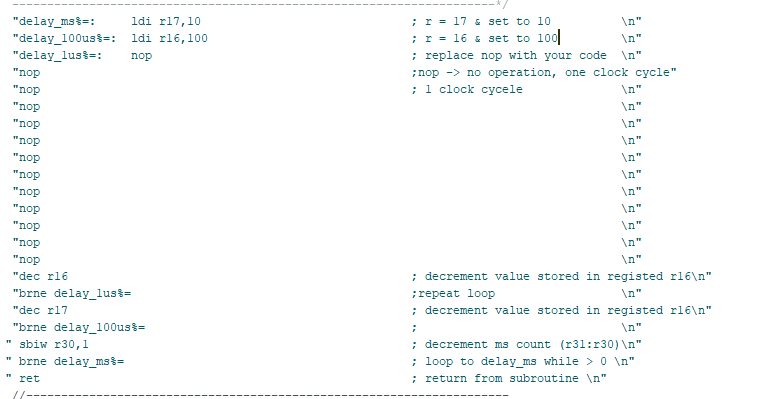 -------------------------------------------------------------------*/
"delay_ms%=:     ldi r17,10                              ; r = 17 & set to 10          \n"
"delay_100us%=:  ldi r16,100                             ; r = 16 & set to 100         \n"
"delay_1us%=:    nop                                     ; replace nop with your code  \n"
"nop                                                     ;nop -> no operation, one clock cycle"
"nop                                                     ; 1 clock cycele              \n"
"nop                                                                                   \n"
"nop                                                                                   \n"
"nop                                                                                   \n"
"nop                                                                                   \n"
"nop                                                                                   \n"
"nop                                                                                   \n"
"nop                                                                                   \n"
"nop                                                                                   \n"
"nop                                                                                   \n"
"nop                                                                                   \n"
"dec r16                                                 ; decrement value stored in registed r16\n"
"brne delay_1us%=                                        ;repeat loop                  \n"
"dec r17                                                 ; decrement value stored in registed r16\n"
"brne delay_100us%=                                      ;                             \n"
" sbiw r30,1                                             ; decrement ms count (r31:r30)\n"
" brne delay_ms%=                                        ; loop to delay_ms while > 0 \n"
" ret                                                    ; return from subroutine \n"
//-------------------------------------------------------------------